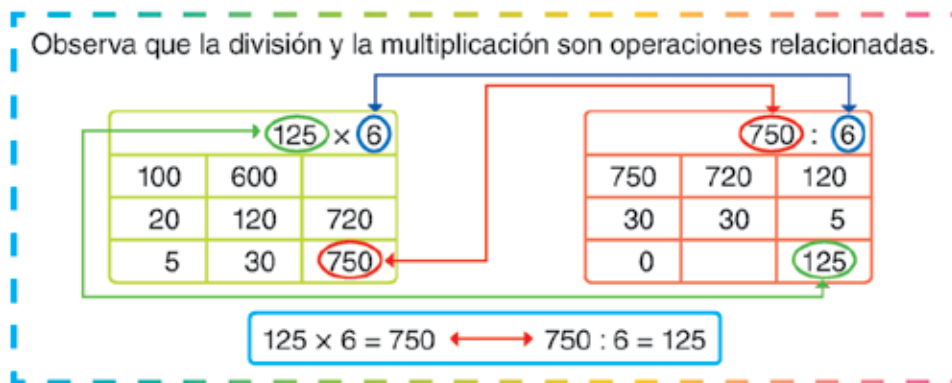 Observa que la división y la multiplicación son operaciones relacionadas.
125 × 6
100 600
20 120 720
5 30 750
750 : 6
750 720 120
30 30 5
0 125
125 × 6 = 750 ⟷ 750 : 6 = 125